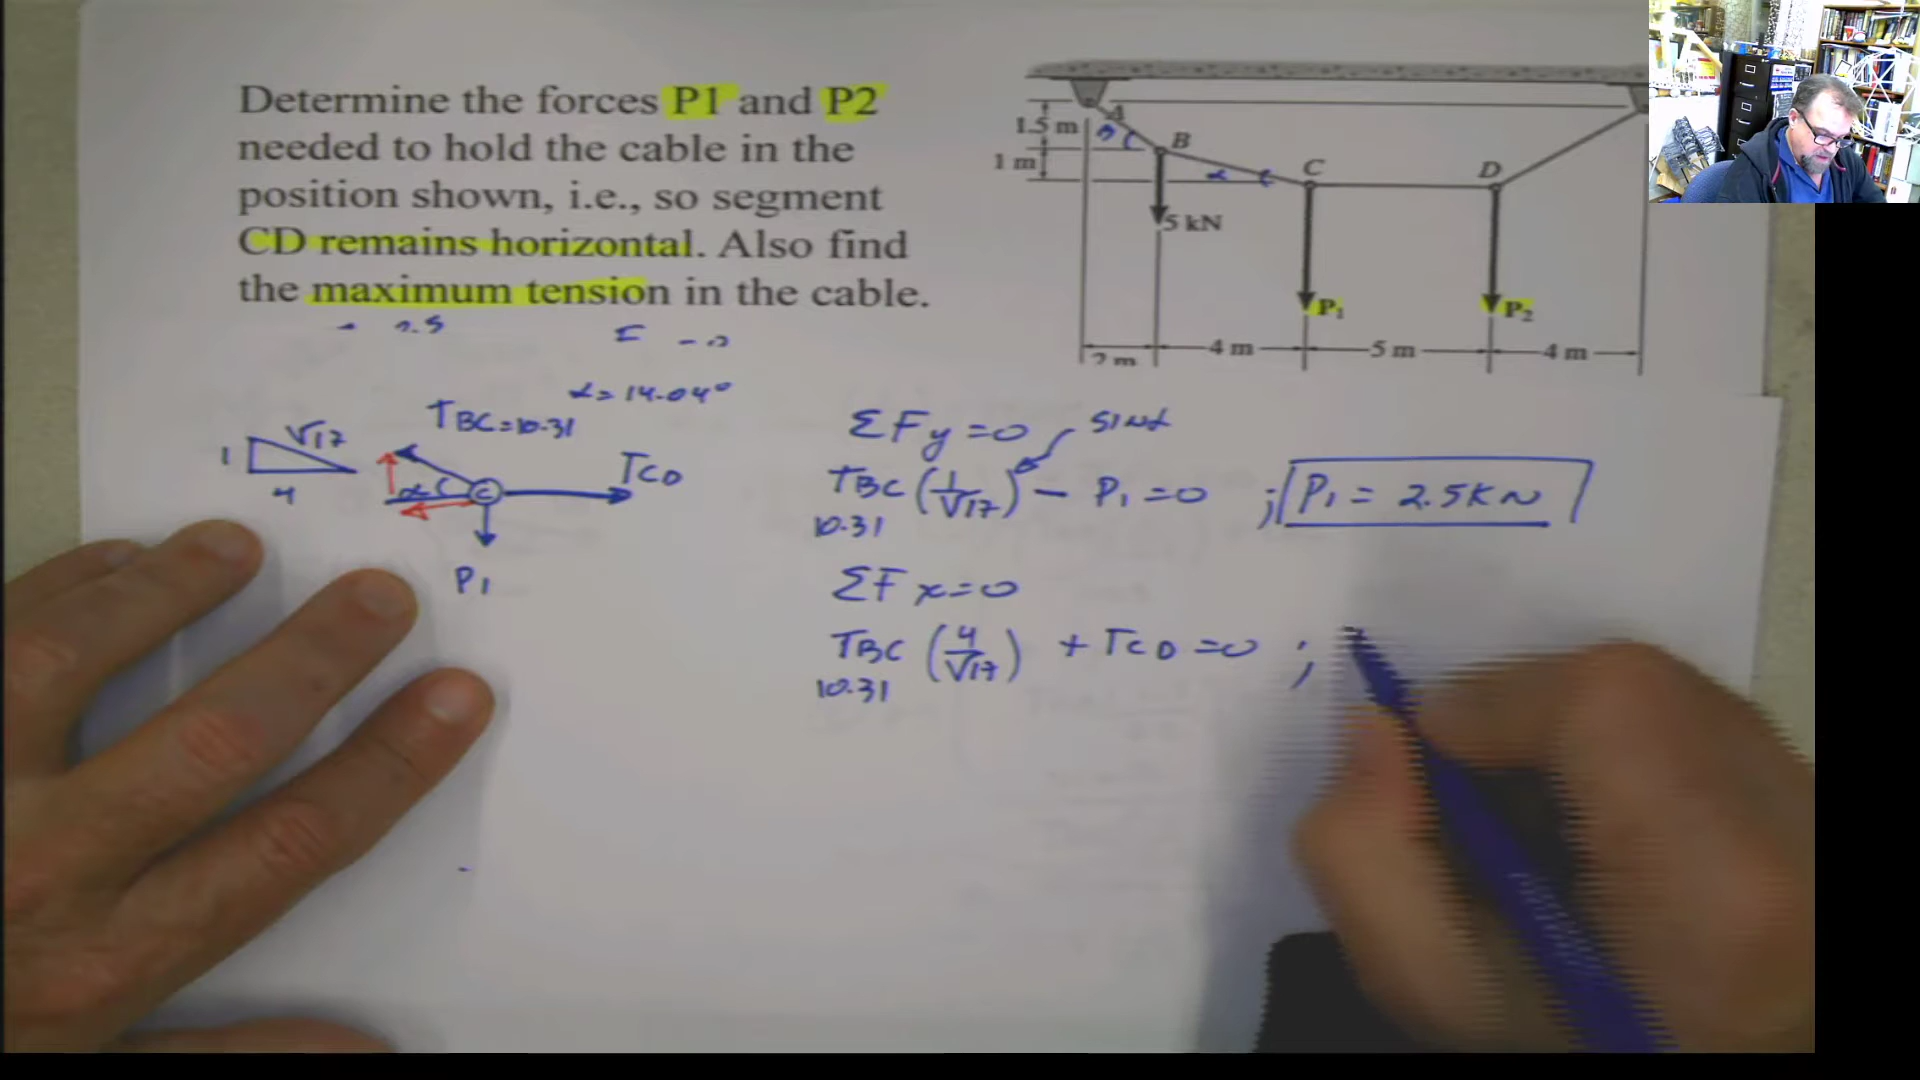 Determine the forces P1 and P2
needed to hold the cable in the
position shown, i.e., so segment
CD remains horizontal. Also find
the maximum tension in the cable.
A
1.5 m
B
1 m
α
C
D
5 kN
P1
P2
2 m
4 m
5 m
4 m
α = 14.04°
1
√17
4
TBC = 10.31
TCD
α
C
P1
ΣFy = 0
sinα
TBC (1/√17) - P1 = 0 ; P1 = 2.5KN
10.31
ΣFx = 0
TBC (4/√17) + TCD = 0 ;
10.31